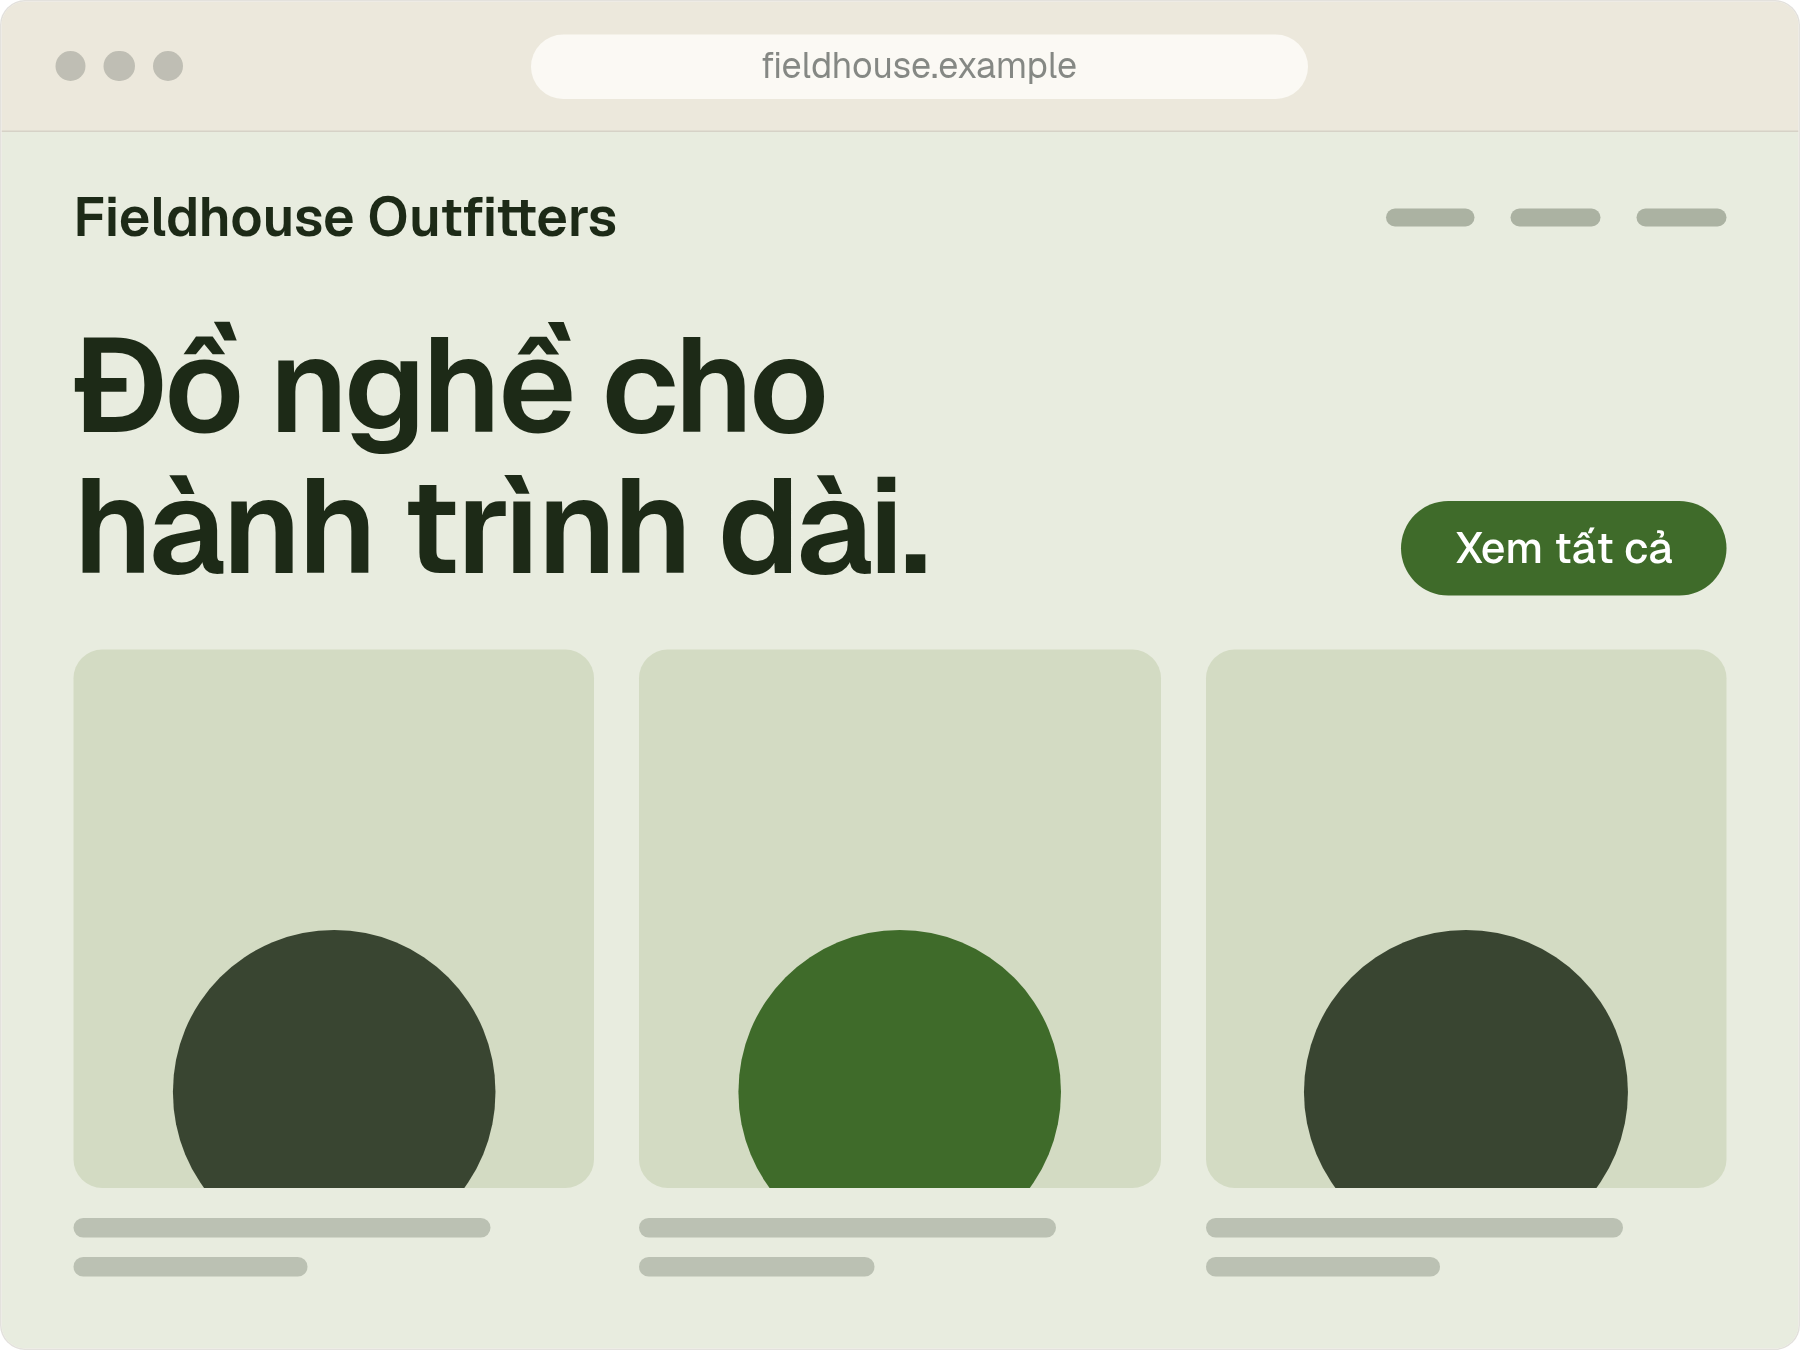 fieldhouse.example
Fieldhouse Outfitters
Đồ nghề cho
hành trình dài.
Xem tất cả